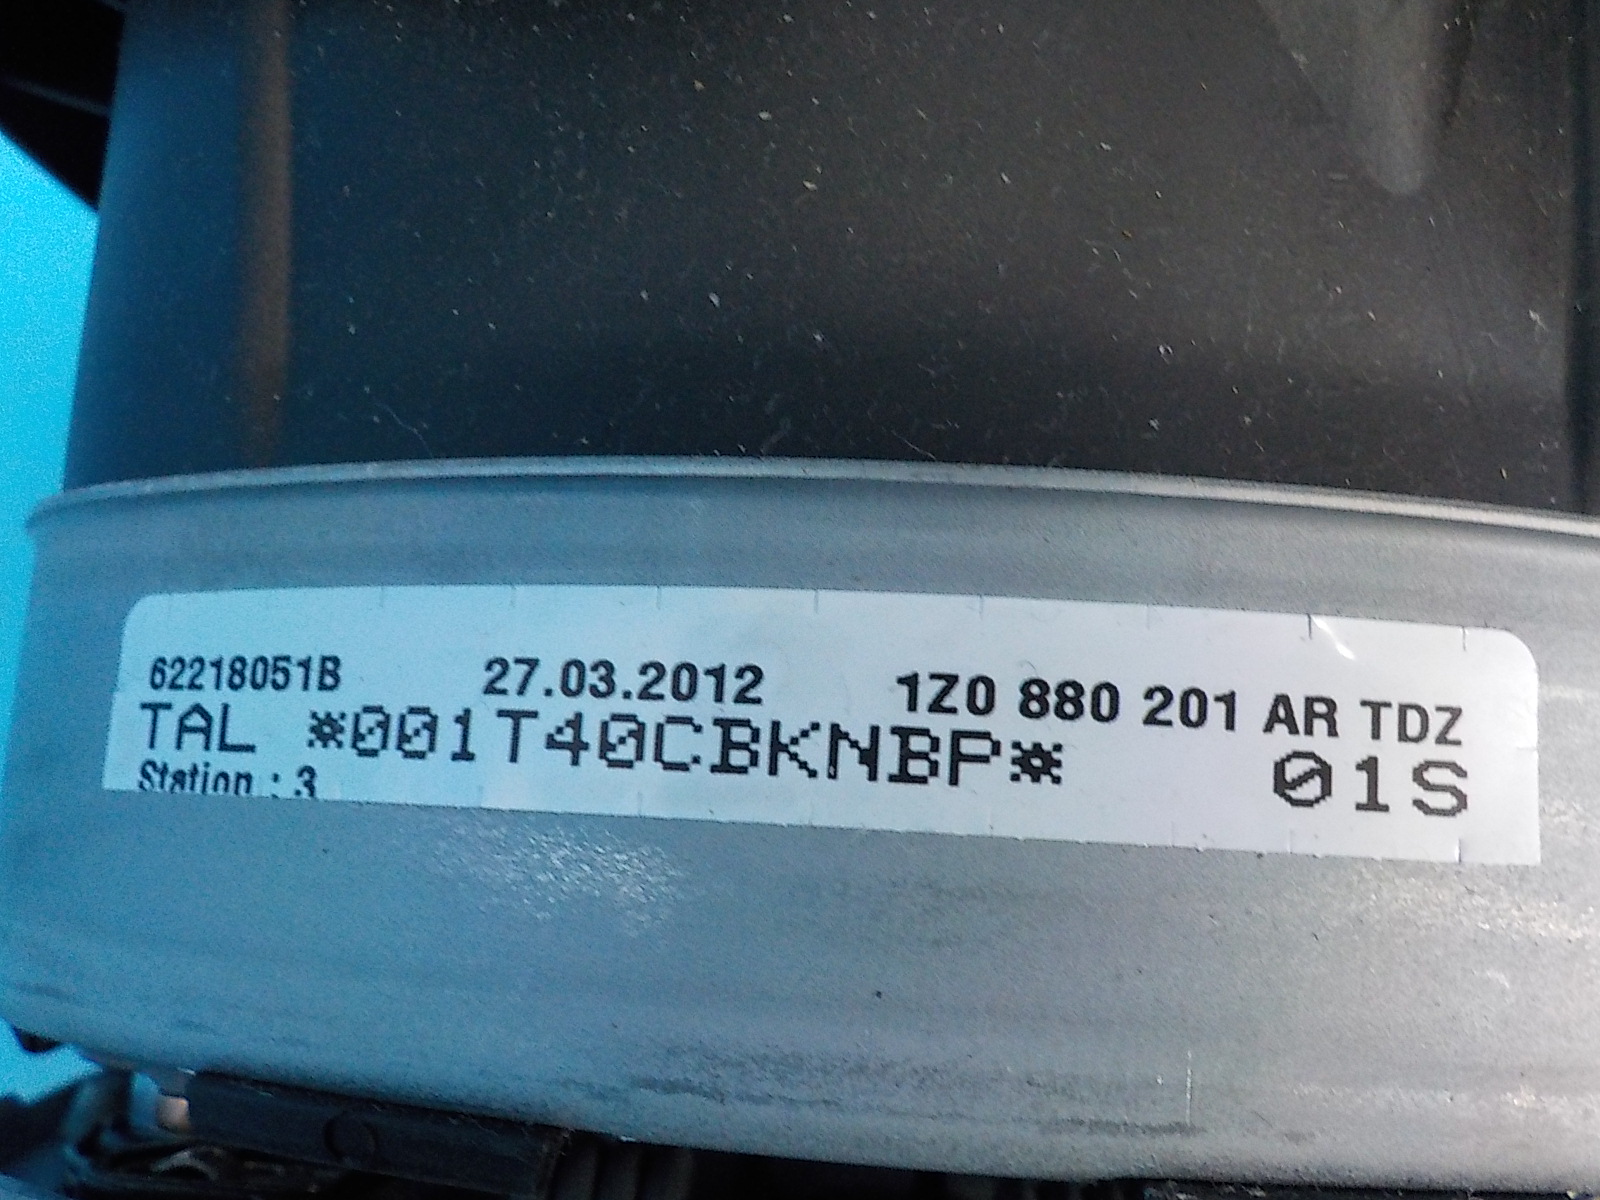 62218051B 27.03.2012 1Z0 880 201 AR TDZ
TAL *001T40CBKNBP* 01S
Station : 3